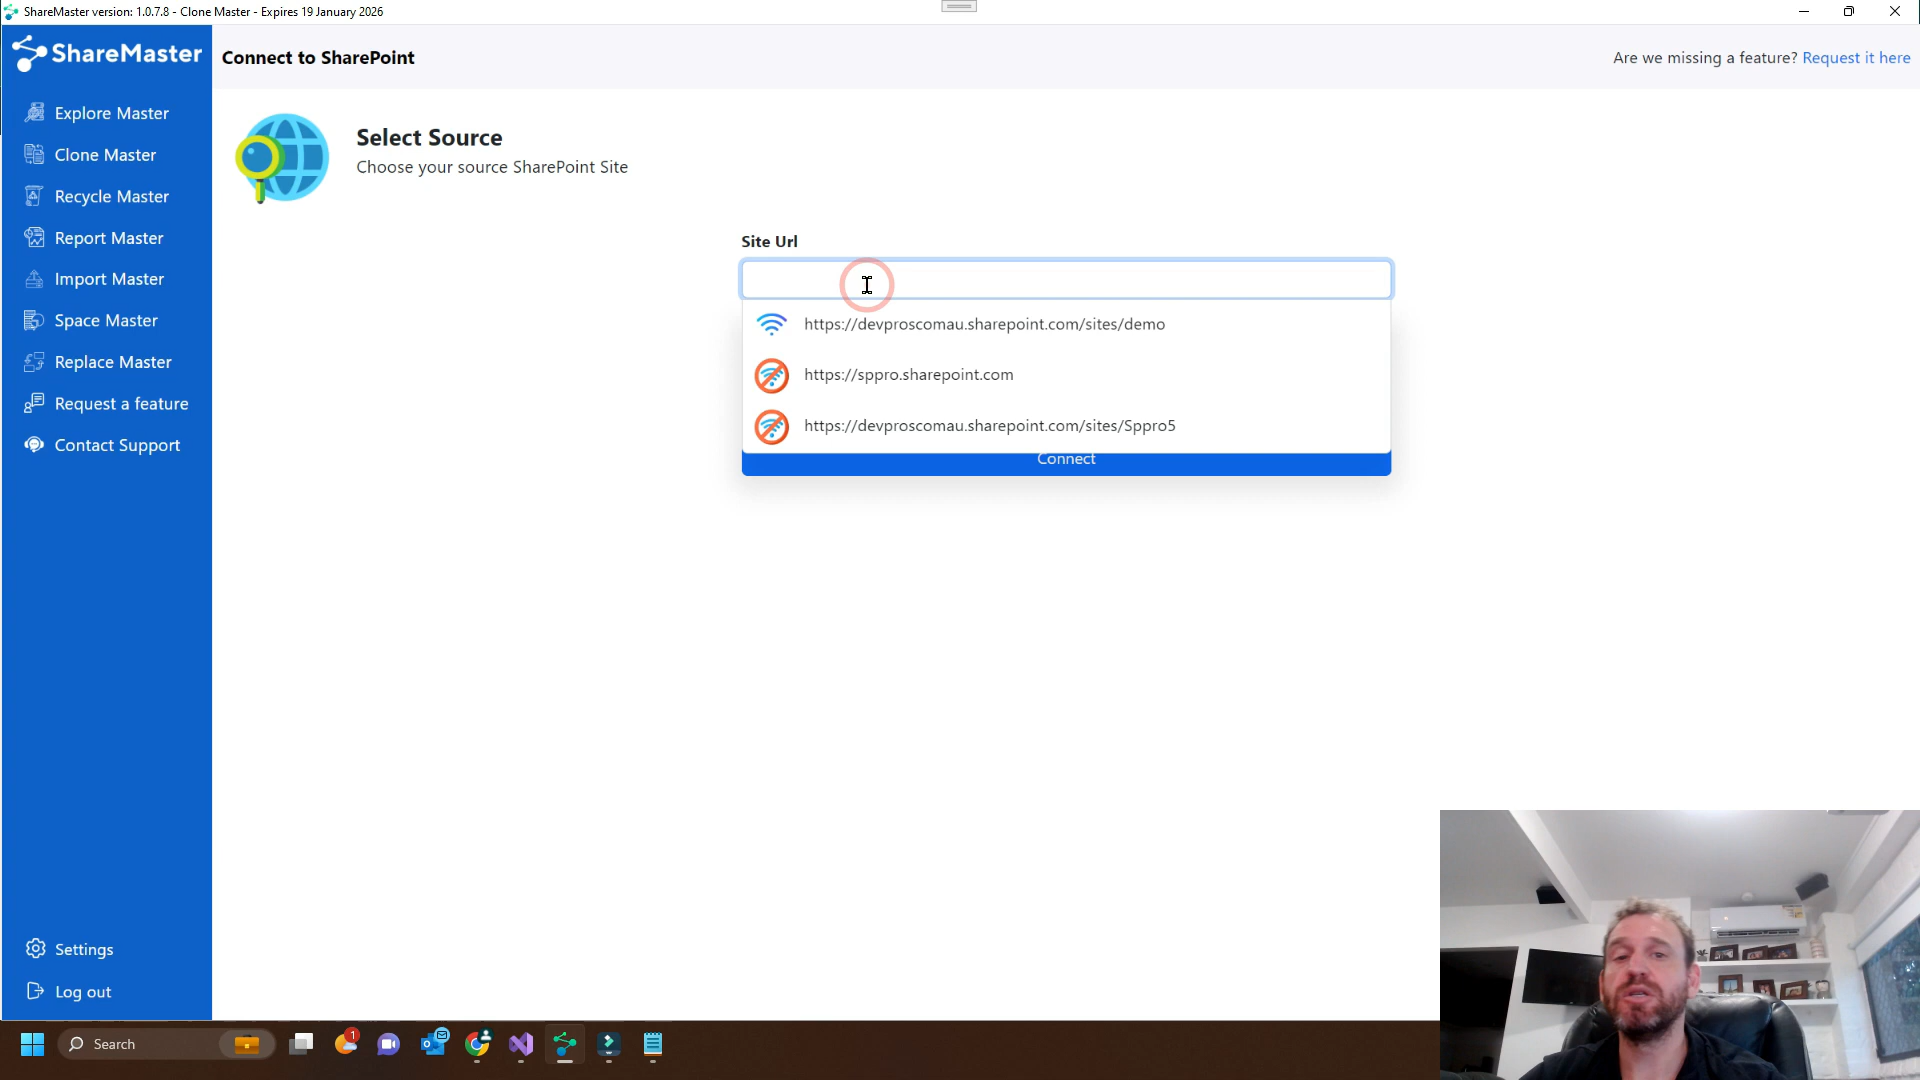 ShareMaster version: 1.0.7.8 - Clone Master - Expires 19 January 2026
ShareMaster
Connect to SharePoint
Are we missing a feature? Request it here
Explore Master
Clone Master
Recycle Master
Report Master
Import Master
Space Master
Replace Master
Request a feature
Contact Support
Settings
Log out
Select Source
Choose your source SharePoint Site
Site Url
https://devproscomau.sharepoint.com/sites/demo
https://sppro.sharepoint.com
https://devproscomau.sharepoint.com/sites/Sppro5
Connect
Search
1